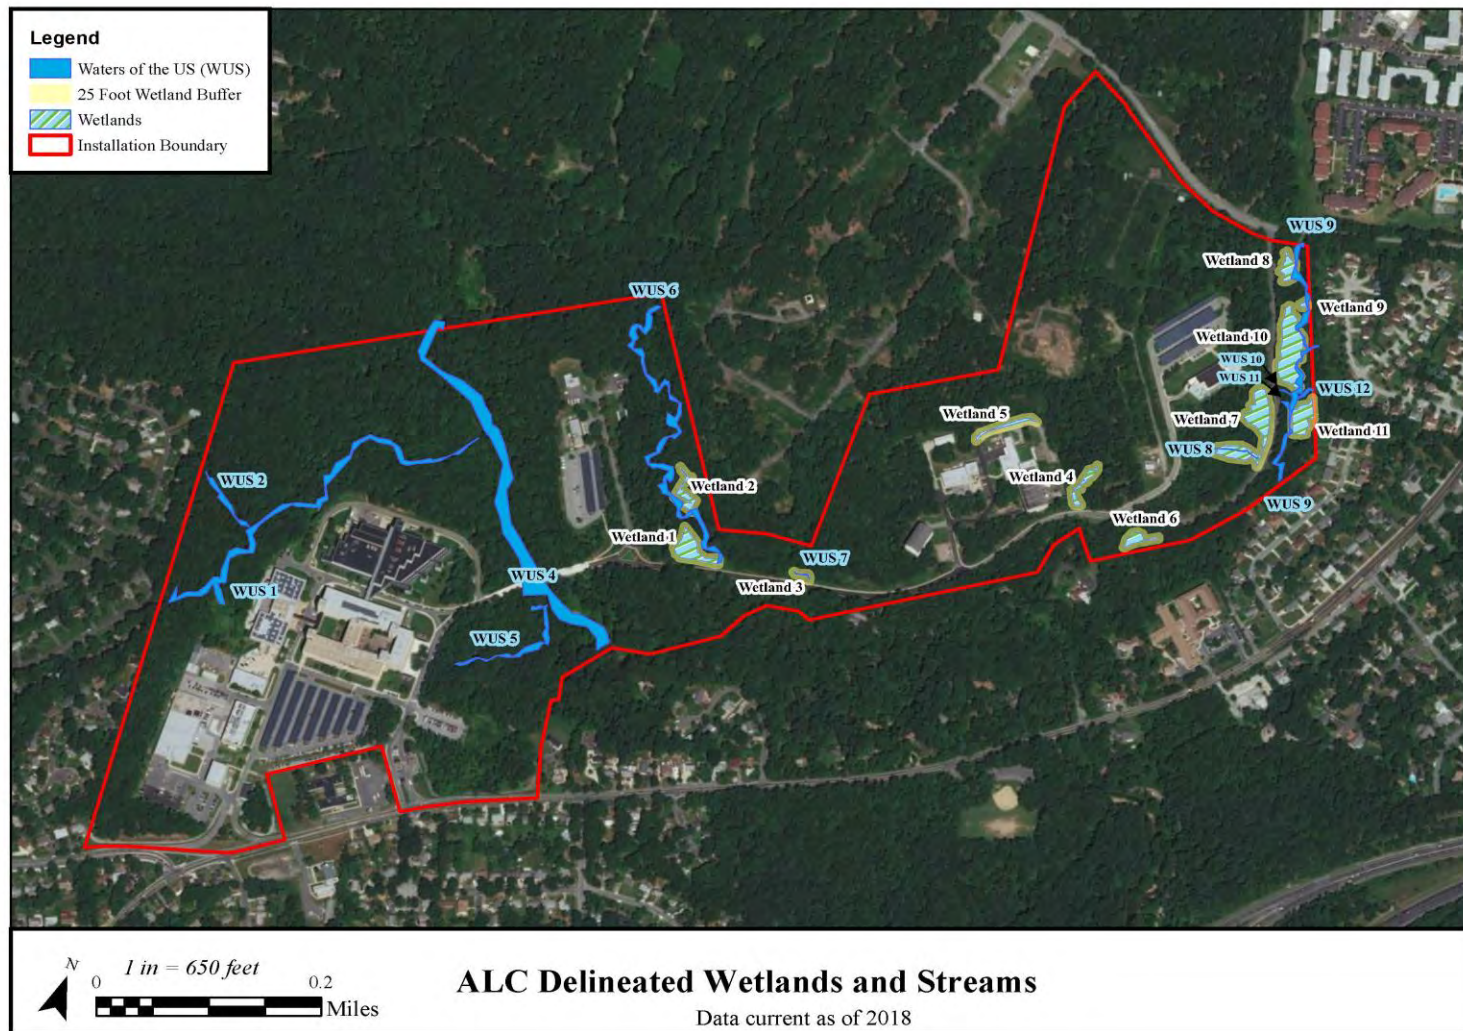 Legend
Waters of the US (WUS)
25 Foot Wetland Buffer
Wetlands
Installation Boundary
WUS 9
Wetland 8
WUS 6
Wetland 9
Wetland 10
WUS 10
WUS 11
WUS 12
Wetland 5
Wetland 7
Wetland 11
WUS 8
WUS 2
Wetland 4
Wetland 2
WUS 9
Wetland 6
Wetland 1
WUS 7
WUS 4
Wetland 3
WUS 1
WUS 5
N
1 in = 650 feet
0 0.2
Miles
ALC Delineated Wetlands and Streams
Data current as of 2018